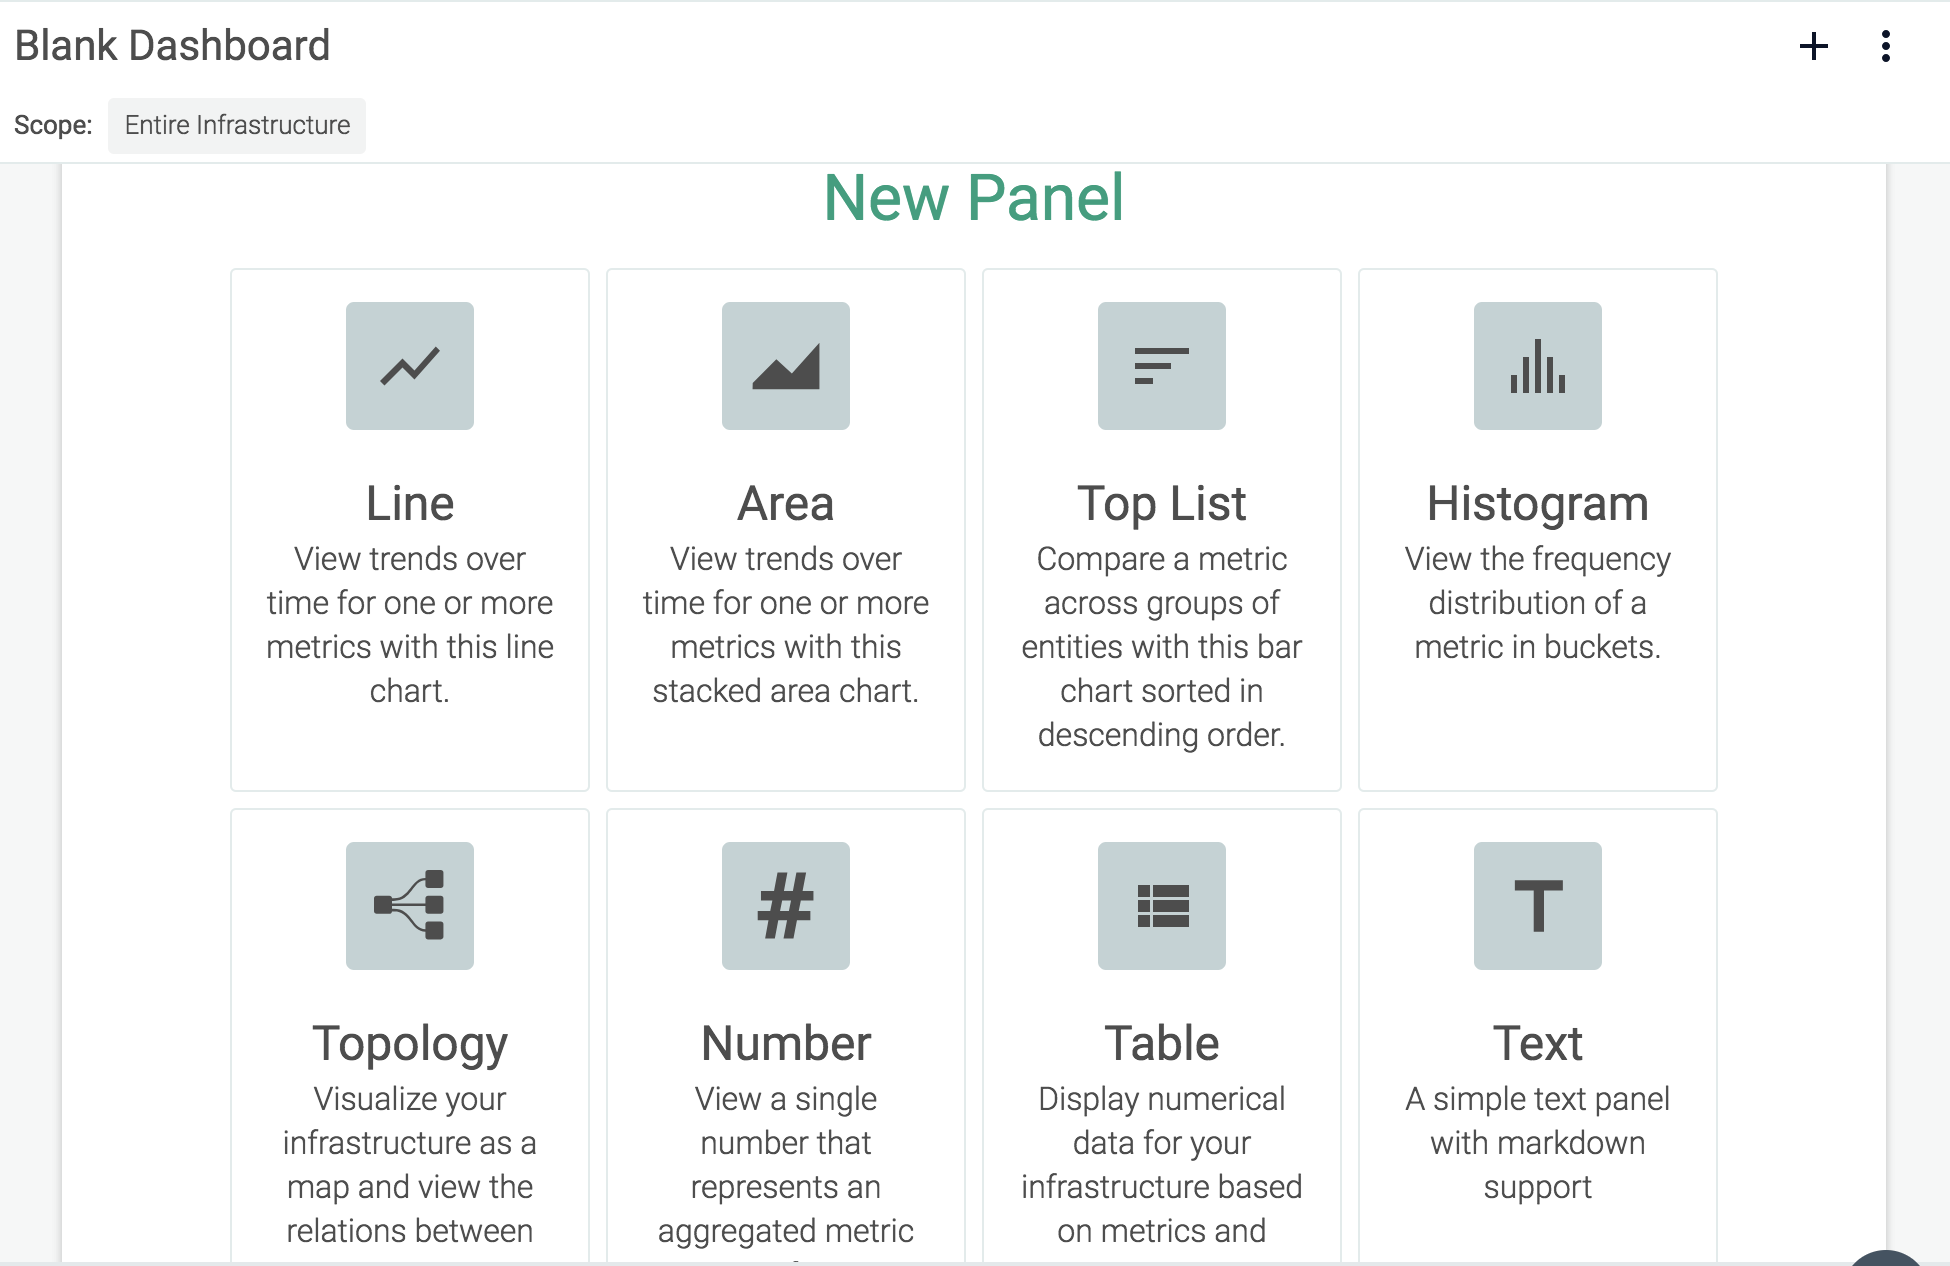 Blank Dashboard
Scope: Entire Infrastructure
New Panel
Line
View trends over
time for one or more
metrics with this line
chart.
Area
View trends over
time for one or more
metrics with this
stacked area chart.
Top List
Compare a metric
across groups of
entities with this bar
chart sorted in
descending order.
Histogram
View the frequency
distribution of a
metric in buckets.
Topology
Visualize your
infrastructure as a
map and view the
relations between
Number
View a single
number that
represents an
aggregated metric
Table
Display numerical
data for your
infrastructure based
on metrics and
Text
A simple text panel
with markdown
support